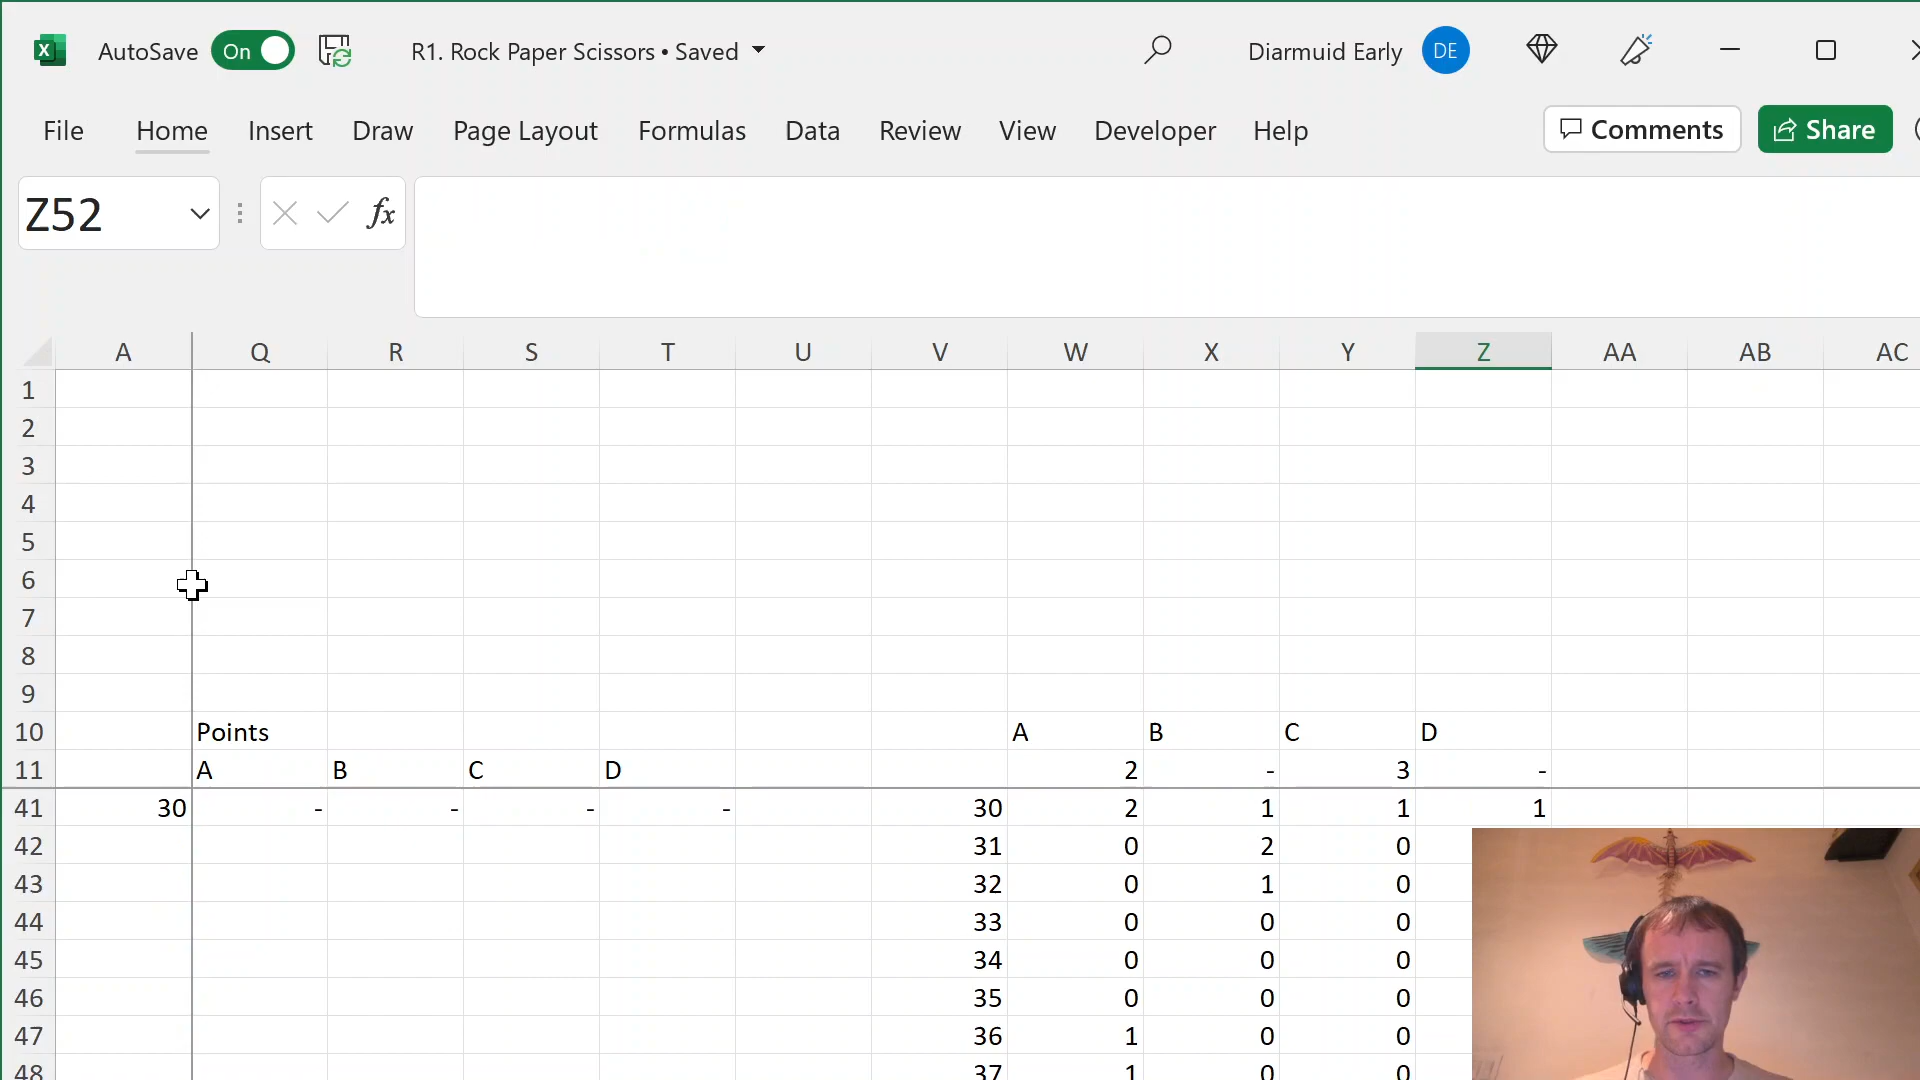 AutoSave On R1. Rock Paper Scissors • Saved Diarmuid Early DE
File Home Insert Draw Page Layout Formulas Data Review View Developer Help Comments Share
Z52 fx
A Q R S T U V W X Y Z AA AB AC
1
2
3
4
5
6
7
8
9
10 Points A B C D
11 A B C D 2 - 3 -
41 30 - - - - 30 2 1 1 1
42 31 0 2 0
43 32 0 1 0
44 33 0 0 0
45 34 0 0 0
46 35 0 0 0
47 36 1 0 0
48 37 1 0 0